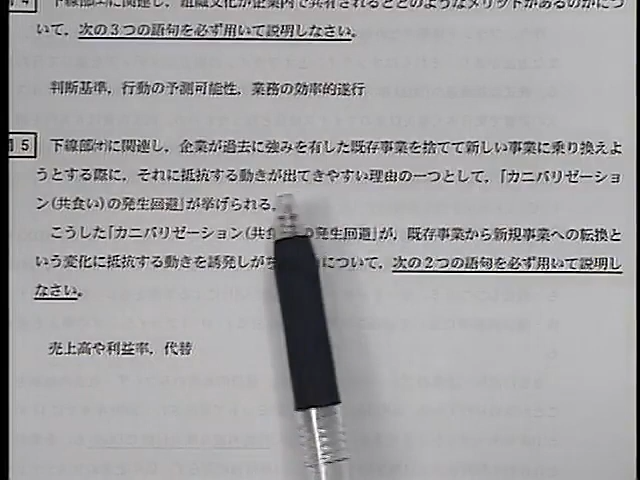 下線部㈣に関連し、組織文化が企業内で共有されるとどのようなメリットがあるのかにつ
いて、次の3つの語句を必ず用いて説明しなさい。
判断基準、行動の予測可能性、業務の効率的遂行
15 下線部㈺に関連し、企業が過去に強みを有した既存事業を捨てて新しい事業に乗り換えよ
うとする際に、それに抵抗する動きが出てきやすい理由の一つとして、「カニバリゼーショ
ン(共食い)の発生回避」が挙げられる。
こうした「カニバリゼーション(共食 の発生回避」が、既存事業から新規事業への転換と
いう変化に抵抗する動きを誘発しが について、次の2つの語句を必ず用いて説明し
なさい。
売上高や利益率、代替